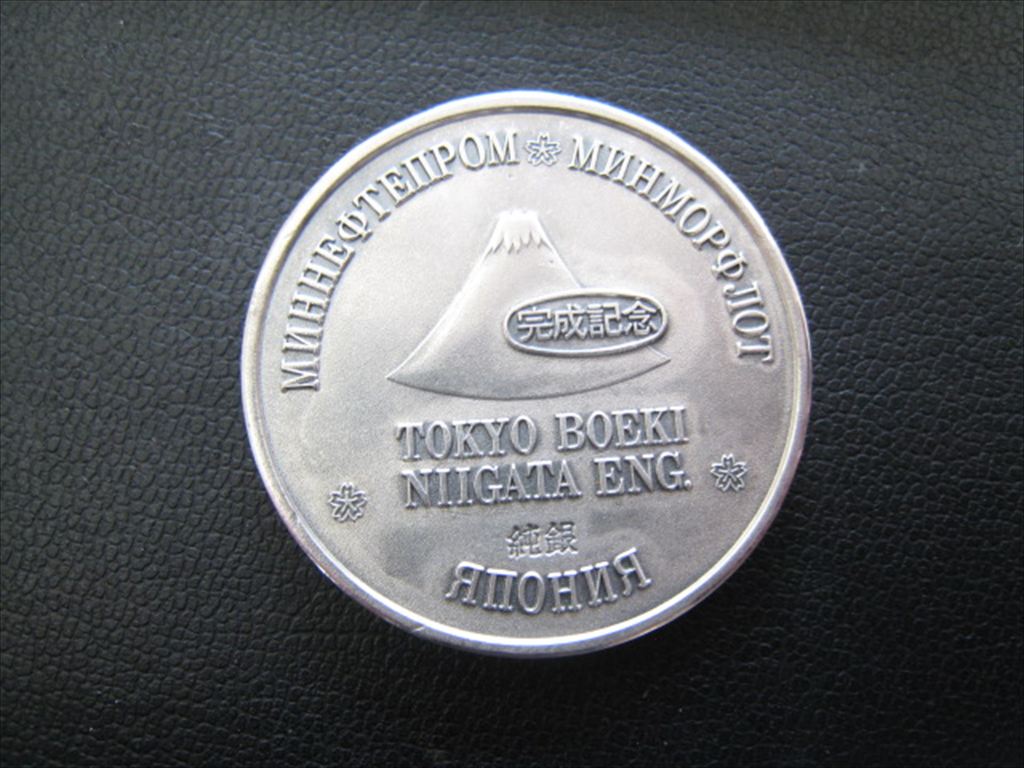 МИННЕФТЕПРОМ МИНМОРФЛОТ
完成記念
TOKYO BOEKI
NIIGATA ENG.
純銀
ЯПОНИЯ